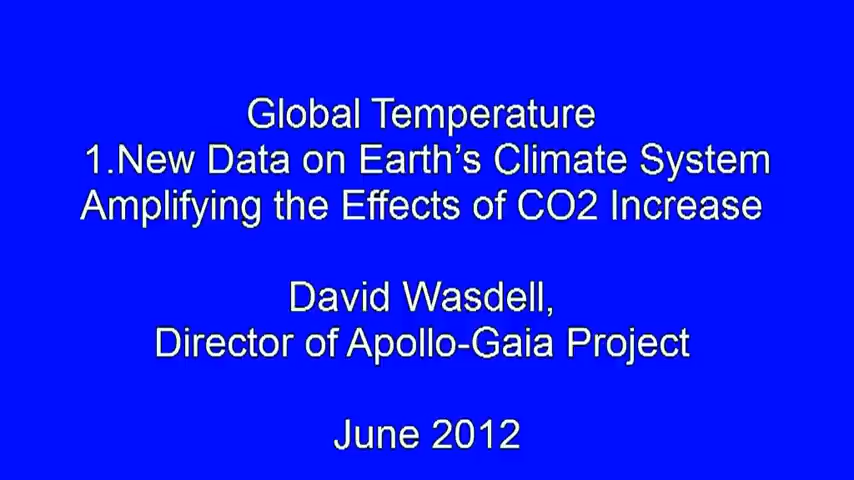 Global Temperature
1.New Data on Earth’s Climate System
Amplifying the Effects of CO2 Increase
David Wasdell,
Director of Apollo-Gaia Project
June 2012